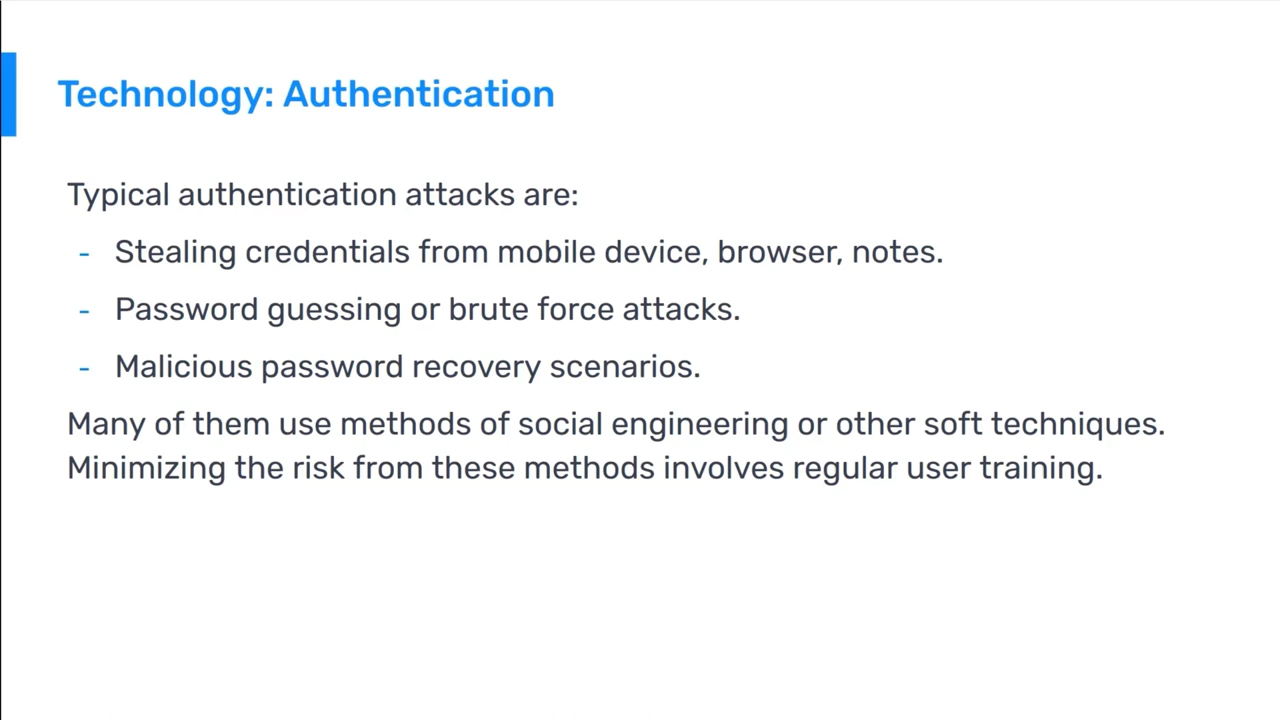 Technology: Authentication
Typical authentication attacks are:
- Stealing credentials from mobile device, browser, notes.
- Password guessing or brute force attacks.
- Malicious password recovery scenarios.
Many of them use methods of social engineering or other soft techniques.
Minimizing the risk from these methods involves regular user training.